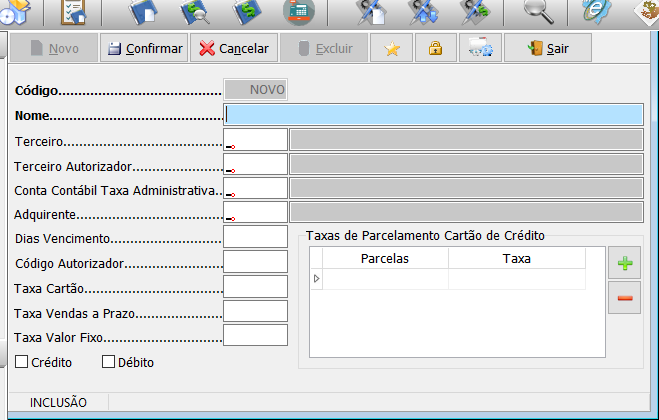 Novo Confirmar Cancelar Excluir Sair
Código NOVO
Nome
Terceiro
Terceiro Autorizador
Conta Contábil Taxa Administrativa
Adquirente
Dias Vencimento Taxas de Parcelamento Cartão de Crédito
Código Autorizador Parcelas Taxa
Taxa Cartão
Taxa Vendas a Prazo
Taxa Valor Fixo
Crédito Débito
INCLUSÃO